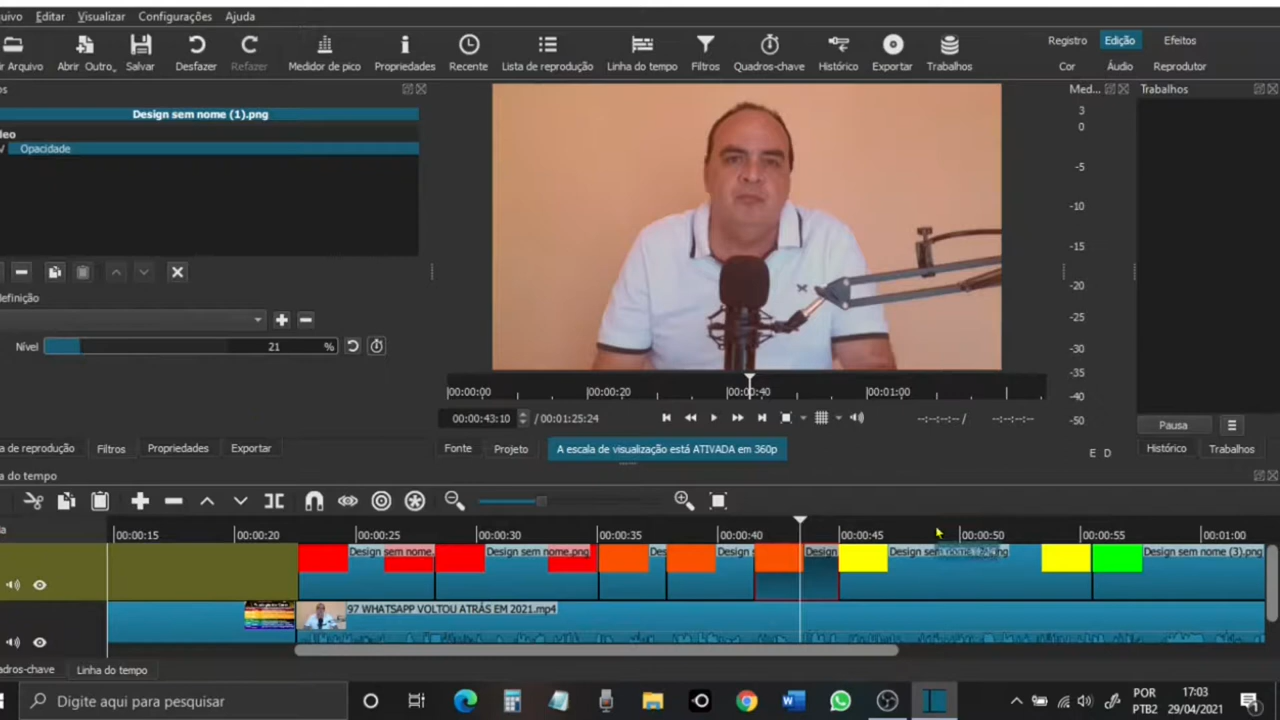 quivo Editar Visualizar Configurações Ajuda
ir Arquivo Abrir Outro... Salvar Desfazer Refazer Medidor de pico Propriedades Recente Lista de reprodução Linha do tempo Filtros Quadros-chave Histórico Exportar Trabalhos
Registro Edição Efeitos
Cor Áudio Reprodutor
os
Med...
Trabalhos
Design sem nome (1).png
deo
Opacidade
3
0
-5
-10
-15
-20
-25
-30
-35
-40
-50
E D
definição
Nível 21 %
00:00:00 00:00:20 00:00:40 00:01:00
00:00:43:10 / 00:01:25:24 --:--:--:-- / --:--:--:--
Pausa
a de reprodução Filtros Propriedades Exportar
Fonte Projeto A escala de visualização está ATIVADA em 360p
Histórico Trabalhos
a do tempo
00:00:15 00:00:20 00:00:25 00:00:30 00:00:35 00:00:40 00:00:45 00:00:50 00:00:55 00:01:00
Design sem nome. Design sem nome.png Des Design s Design Design sem Design sem nome (3).png
97 WHATSAPP VOLTOU ATRÁS EM 2021.mp4
adros-chave Linha do tempo
Digite aqui para pesquisar
POR 17:03
PTB2 29/04/2021
1